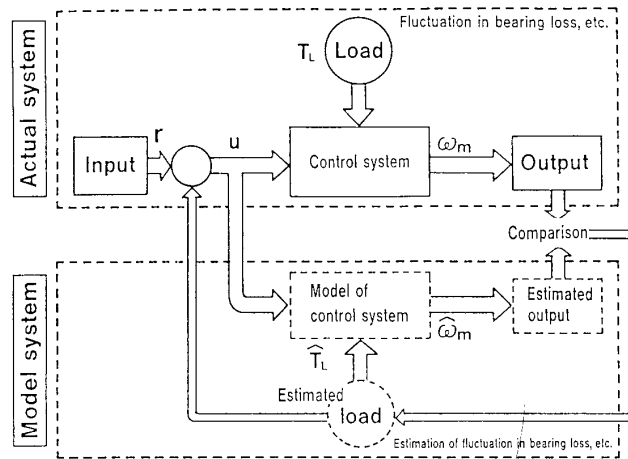 Actual system
Fluctuation in bearing loss, etc.
T_L
Load
r
u
Input
Control system
ω_m
Output
Comparison
Model system
Model of
control system
ω̂_m
Estimated
output
T̂_L
Estimated
load
Estimation of fluctuation in bearing loss, etc.